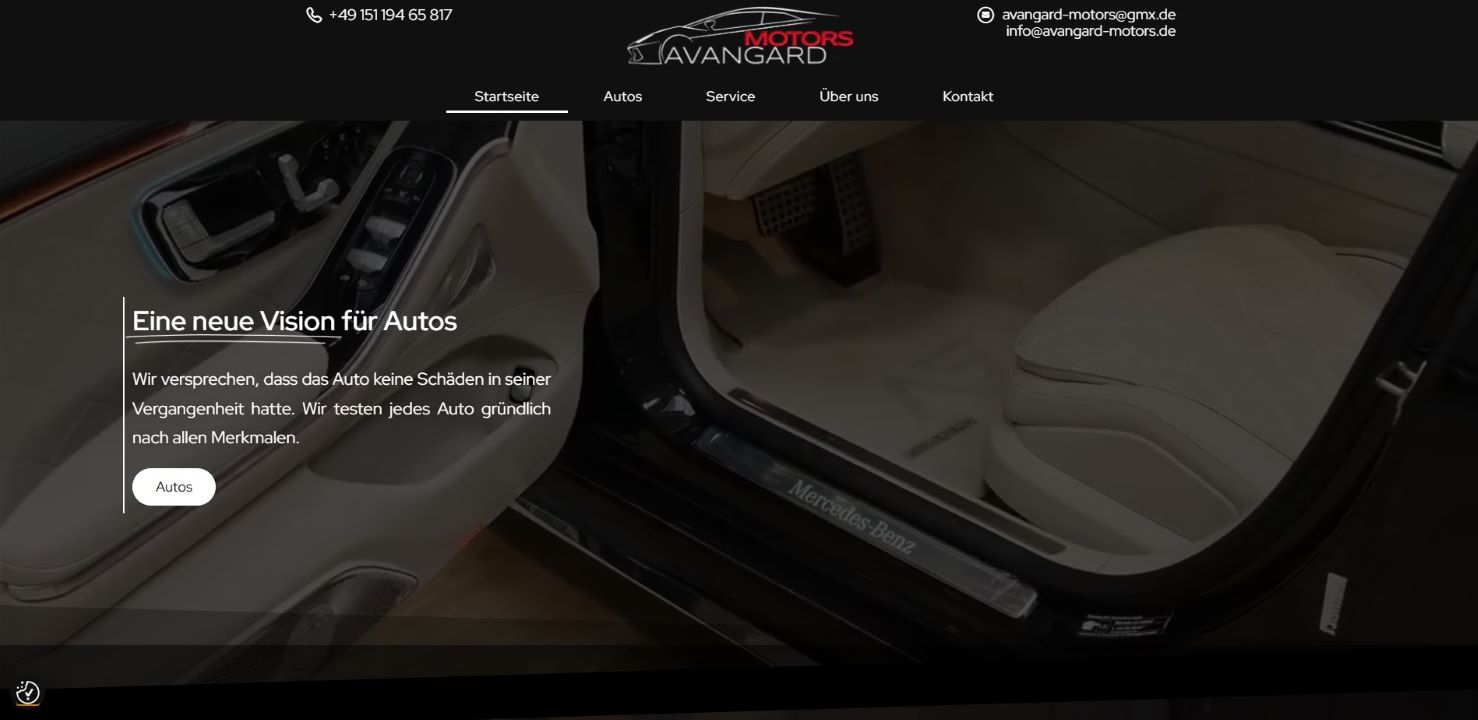 +49 151 194 65 817
MOTORS
AVANGARD
avangard-motors@gmx.de
info@avangard-motors.de
Startseite
Autos
Service
Über uns
Kontakt
Eine neue Vision für Autos
Wir versprechen, dass das Auto keine Schäden in seiner
Vergangenheit hatte. Wir testen jedes Auto gründlich
nach allen Merkmalen.
Autos
Mercedes-Benz